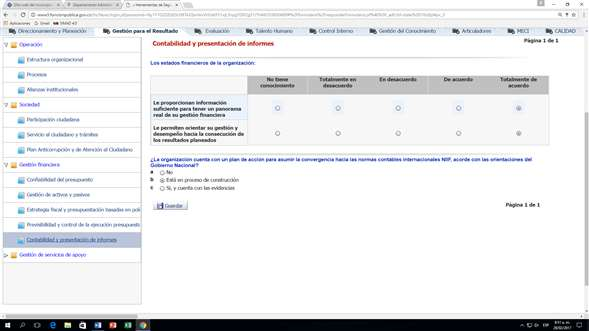 Aplicaciones
Gmail
Direccionamiento y Planeación
Gestión para el Resultado
Evaluación
Talento Humano
Control Interno
Gestión del Conocimiento
Articuladores
MECI
CALIDAD
Operación
Estructura organizacional
Procesos
Alianzas institucionales
Sociedad
Participación ciudadana
Servicio al ciudadano y trámites
Plan Anticorrupción y de Atención al Ciudadano
Gestión financiera
Confiabilidad del presupuesto
Gestión de activos y pasivos
Estrategia fiscal y presupuestación basadas en polí
Previsibilidad y control de la ejecución presupuesto
Contabilidad y presentación de informes
Gestión de servicios de apoyo
Página 1 de 1
Contabilidad y presentación de informes
Los estados financieros de la organización:
No tiene conocimiento
Totalmente en desacuerdo
En desacuerdo
De acuerdo
Totalmente de acuerdo
Le proporcionan información
suficiente para tener un panorama
real de su gestión financiera
Le permiten orientar su gestión y
desempeño hacia la consecución de
los resultados planeados
¿La organización cuenta con un plan de acción para asumir la convergencia hacia las normas contables internacionales NIIF, acorde con las orientaciones del
Gobierno Nacional?
a No
b Está en proceso de construcción
c Sí, y cuenta con las evidencias
Guardar
Página 1 de 1